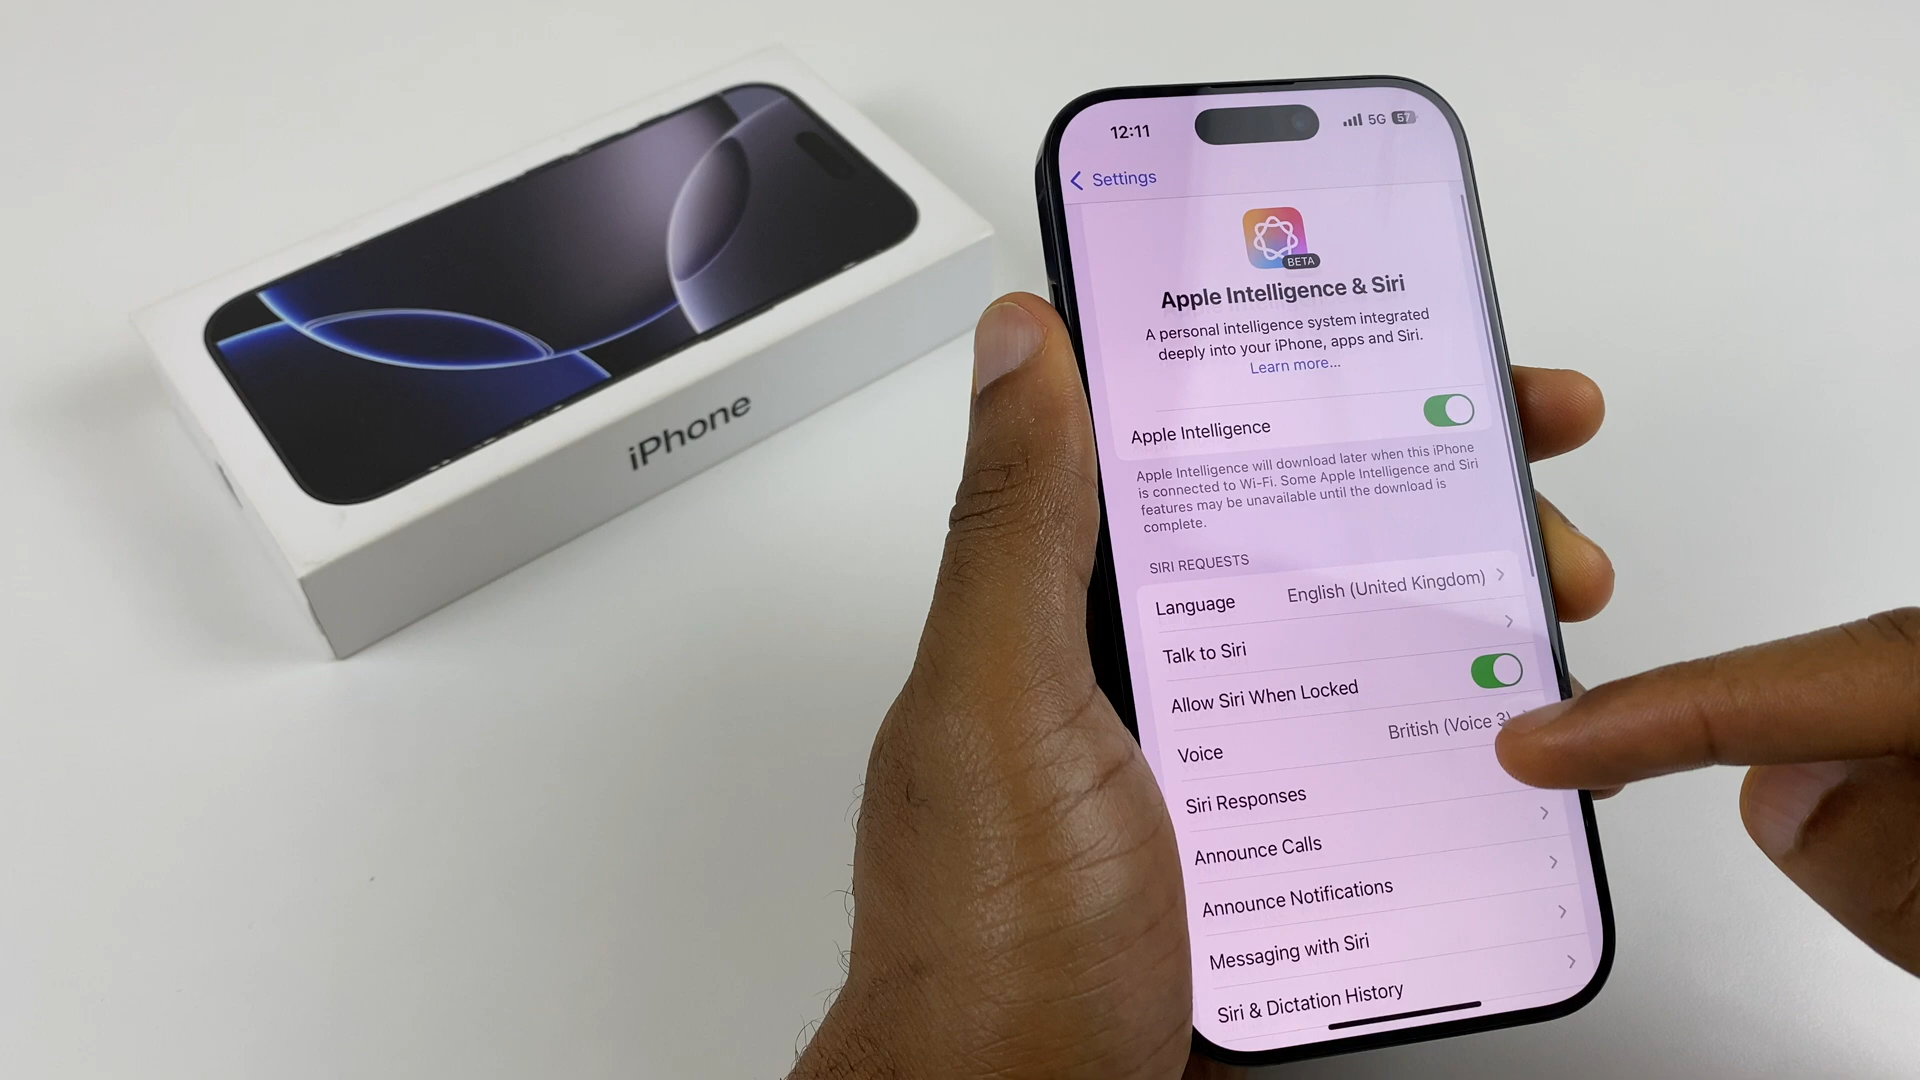 iPhone
12:11
5G 57
Settings
BETA
Apple Intelligence & Siri
A personal intelligence system integrated
deeply into your iPhone, apps and Siri.
Learn more...
Apple Intelligence
Apple Intelligence will download later when this iPhone
is connected to Wi-Fi. Some Apple Intelligence and Siri
features may be unavailable until the download is
complete.
SIRI REQUESTS
Language English (United Kingdom)
Talk to Siri
Allow Siri When Locked
Voice British (Voice 3)
Siri Responses
Announce Calls
Announce Notifications
Messaging with Siri
Siri & Dictation History